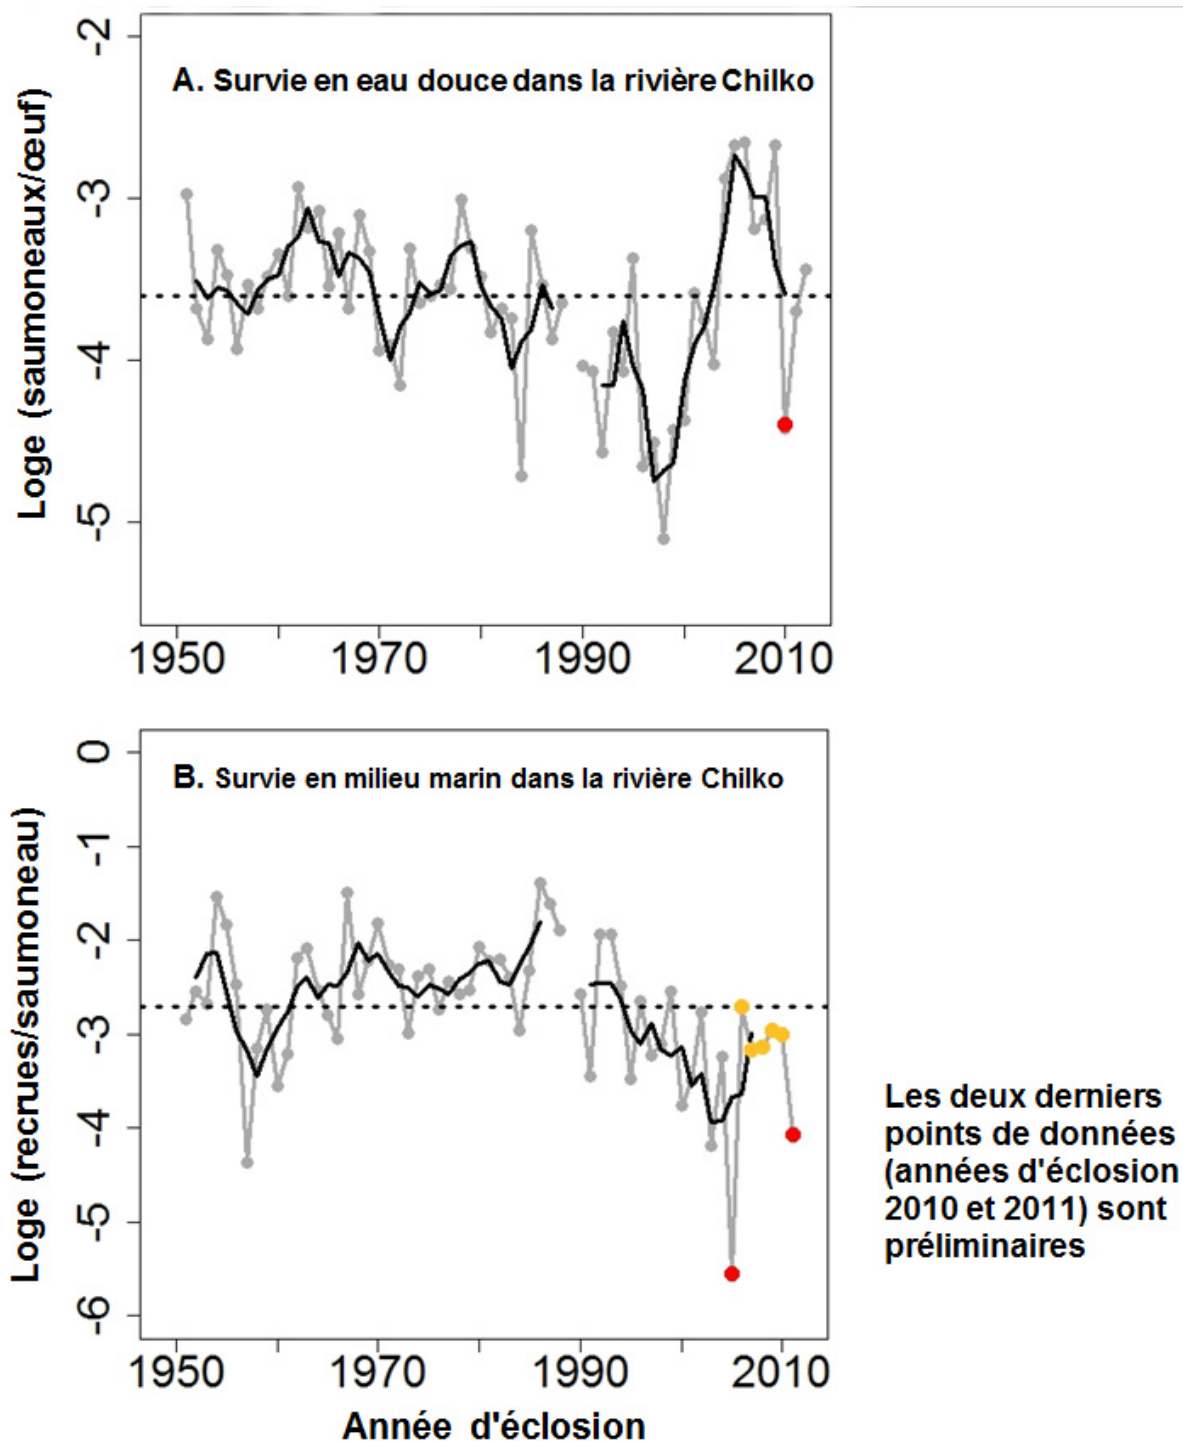 A. Survie en eau douce dans la rivière Chilko
Loge (saumoneaux/œuf)
-2
-3
-4
-5
1950 1970 1990 2010
B. Survie en milieu marin dans la rivière Chilko
Loge (recrues/saumoneau)
0
-1
-2
-3
-4
-5
-6
1950 1970 1990 2010
Année d'éclosion
Les deux derniers
points de données
(années d'éclosion
2010 et 2011) sont
préliminaires